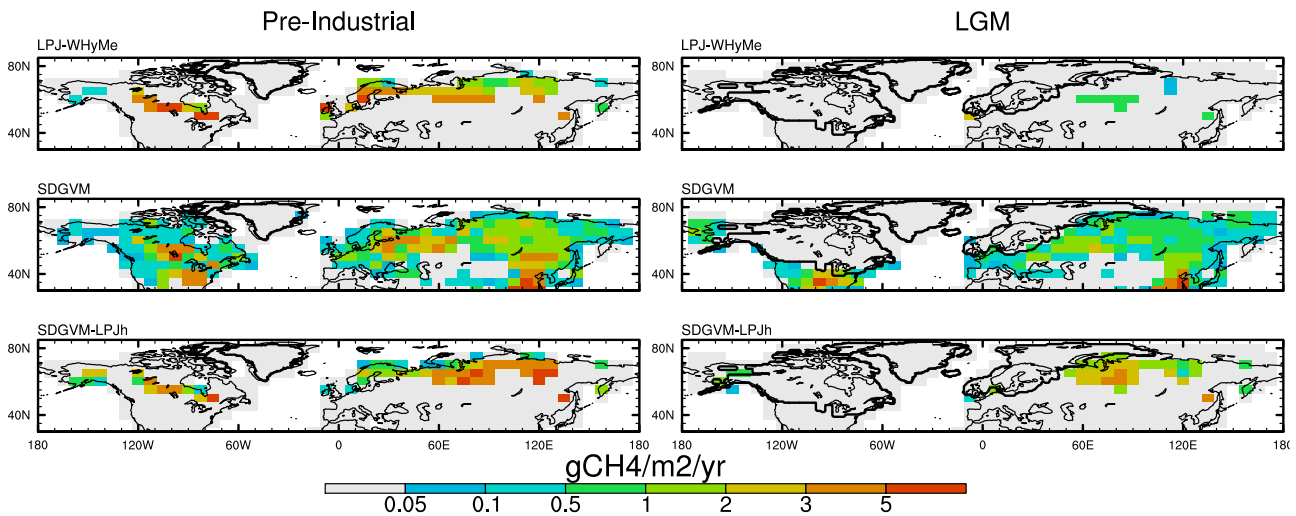 Pre-Industrial LGM
LPJ-WHyMe LPJ-WHyMe
80N 80N
40N 40N
SDGVM SDGVM
80N 80N
40N 40N
SDGVM-LPJh SDGVM-LPJh
80N 80N
40N 40N
180 120W 60W 0 60E 120E 180 120W 60W 0 60E 120E 180
gCH4/m2/yr
0.05 0.1 0.5 1 2 3 5